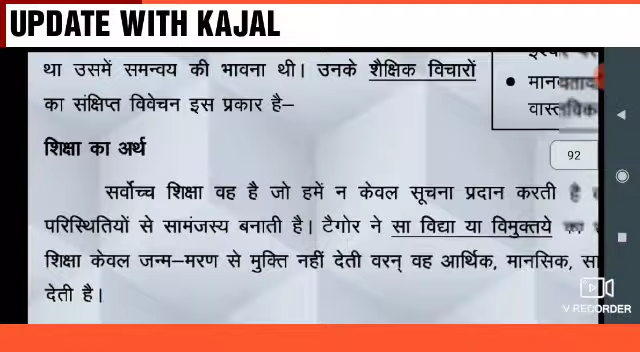 UPDATE WITH KAJAL
था उसमें समन्वय की भावना थी। उनके शैक्षिक विचारों
का संक्षिप्त विवेचन इस प्रकार है–
• मानवतावा
वास्तविक
92
शिक्षा का अर्थ
सर्वोच्च शिक्षा वह है जो हमें न केवल सूचना प्रदान करती है
परिस्थितियों से सामंजस्य बनाती है। टैगोर ने सा विद्या या विमुक्तये का
शिक्षा केवल जन्म–मरण से मुक्ति नहीं देती वरन् वह आर्थिक, मानसिक, सा
देती है।
V RECORDER